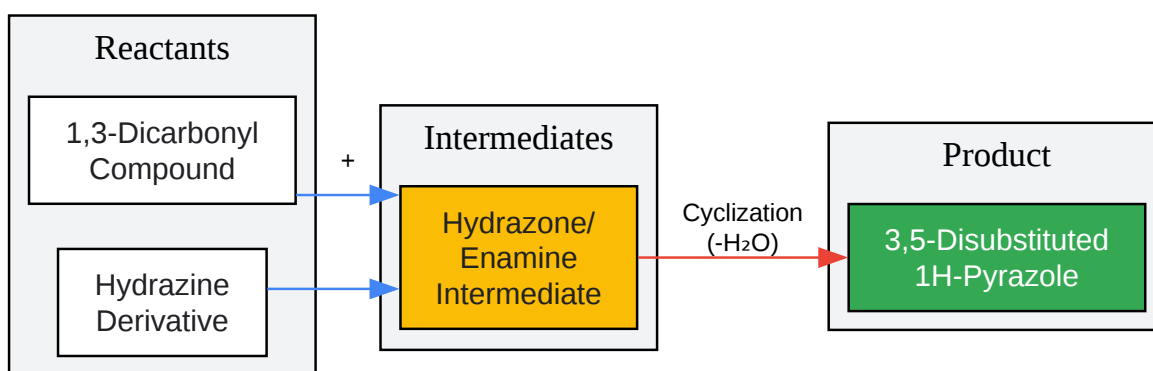 Reactants
1,3-Dicarbonyl
Compound
Hydrazine
Derivative
+
Intermediates
Hydrazone/
Enamine
Intermediate
Cyclization
(-H₂O)
Product
3,5-Disubstituted
1H-Pyrazole